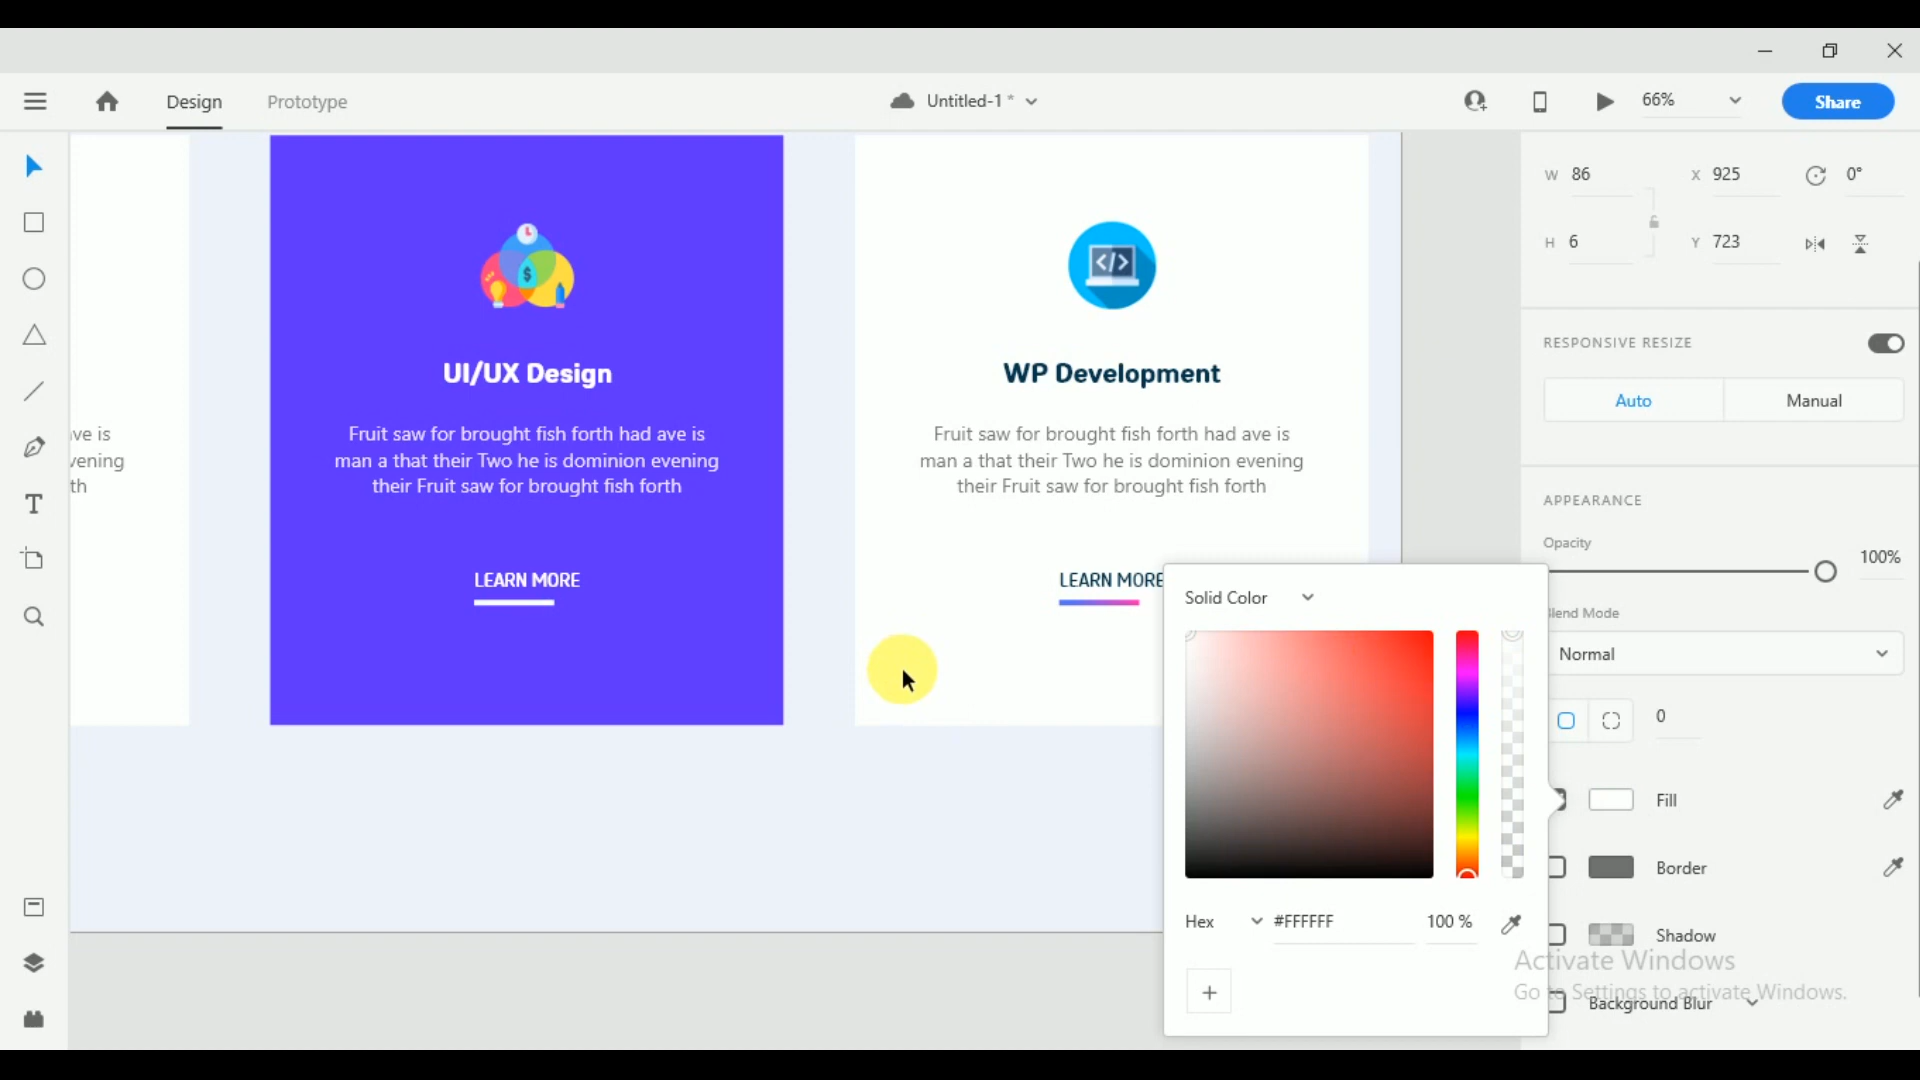 Design
Prototype
Untitled-1 *
66%
Share
W 86
X 925
0°
H 6
Y 723
RESPONSIVE RESIZE
Auto
Manual
APPEARANCE
Opacity
100%
Blend Mode
Normal
0
Fill
Border
Shadow
Background Blur
Activate Windows
Go to Settings to activate Windows.
ave is
vening
th
$
UI/UX Design
Fruit saw for brought fish forth had ave is
man a that their Two he is dominion evening
their Fruit saw for brought fish forth
LEARN MORE
</>
WP Development
Fruit saw for brought fish forth had ave is
man a that their Two he is dominion evening
their Fruit saw for brought fish forth
LEARN MORE
Solid Color
Hex
#FFFFFF
100 %
+